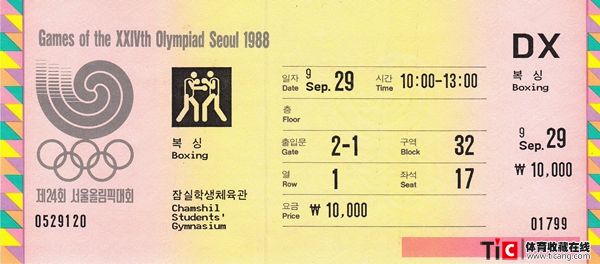 Games of the XXIVth Olympiad Seoul 1988
제24회 서울올림픽대회
0529120
복 싱
Boxing
잠실학생체육관
Chamshil
Students'
Gymnasium
일자 9 시간
Date Sep. 29 Time 10:00-13:00
층
Floor
출입문 구역
Gate 2-1 Block 32
열 좌석
Row 1 Seat 17
요금
Price ₩ 10,000
DX
복 싱
Boxing
9
Sep. 29
₩ 10,000
01799
TiC 体育收藏在线
www.ticang.com